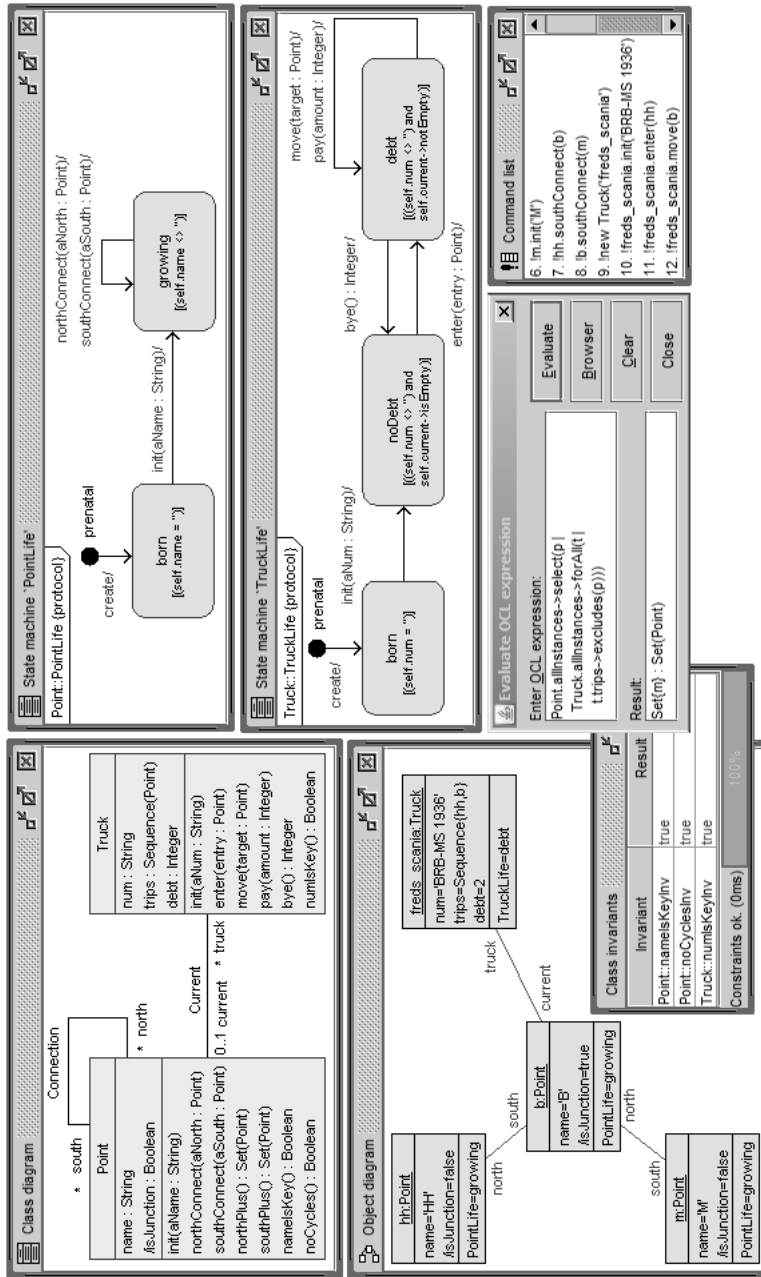 Class diagram
Connection
* south
* north
Point
name : String
/isJunction : Boolean
init(aName : String)
northConnect(aNorth : Point)
southConnect(aSouth : Point)
northPlus() : Set(Point)
southPlus() : Set(Point)
nameIsKey() : Boolean
noCycles() : Boolean
Current
0..1 current
* truck
Truck
num : String
trips : Sequence(Point)
debt : Integer
init(aNum : String)
enter(entry : Point)
move(target : Point)
pay(amount : Integer)
bye() : Integer
numIsKey() : Boolean
State machine `PointLife'
Point::PointLife {protocol}
prenatal
create/
born
[(self.name = '')]
init(aName : String)/
growing
[(self.name <> '')]
northConnect(aNorth : Point)/
southConnect(aSouth : Point)/
State machine `TruckLife'
Truck::TruckLife {protocol}
prenatal
create/
born
[(self.num = '')]
init(aNum : String)/
noDebt
[((self.num <> '') and
self.current->isEmpty)]
bye() : Integer/
enter(entry : Point)/
debt
[((self.num <> '') and
self.current->notEmpty)]
move(target : Point)/
pay(amount : Integer)/
Object diagram
hh:Point
name='HH'
/isJunction=false
PointLife=growing
north
south
b:Point
name='B'
/isJunction=true
PointLife=growing
north
south
m:Point
name='M'
/isJunction=false
PointLife=growing
current
truck
freds_scania:Truck
num='BRB-MS 1936'
trips=Sequence{hh,b}
debt=2
TruckLife=debt
Class invariants
Invariant Result
Point::nameIsKeyInv true
Point::noCyclesInv true
Truck::numIsKeyInv true
Constraints ok. (0ms) 100%
Evaluate OCL expression
Enter OCL expression:
Point.allInstances->select(p |
Truck.allInstances->forAll(t |
t.trips->excludes(p)))
Result:
Set{m} : Set(Point)
Evaluate
Browser
Clear
Close
Command list
6. !m.init('M')
7. !hh.southConnect(b)
8. !b.southConnect(m)
9. !new Truck('freds_scania')
10. !freds_scania.init('BRB-MS 1936')
11. !freds_scania.enter(hh)
12. !freds_scania.move(b)